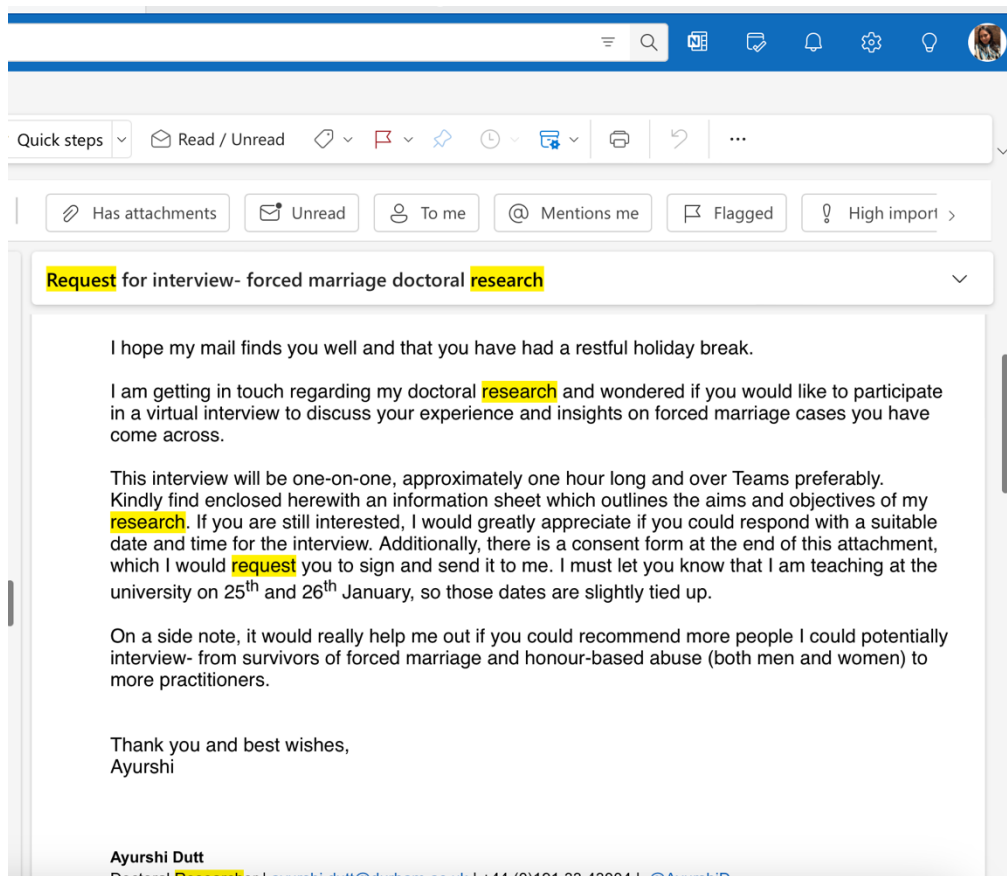 Quick steps
Read / Unread
Has attachments
Unread
To me
Mentions me
Flagged
High import
Request for interview- forced marriage doctoral research
I hope my mail finds you well and that you have had a restful holiday break.
I am getting in touch regarding my doctoral research and wondered if you would like to participate
in a virtual interview to discuss your experience and insights on forced marriage cases you have
come across.
This interview will be one-on-one, approximately one hour long and over Teams preferably.
Kindly find enclosed herewith an information sheet which outlines the aims and objectives of my
research. If you are still interested, I would greatly appreciate if you could respond with a suitable
date and time for the interview. Additionally, there is a consent form at the end of this attachment,
which I would request you to sign and send it to me. I must let you know that I am teaching at the
university on 25th and 26th January, so those dates are slightly tied up.
On a side note, it would really help me out if you could recommend more people I could potentially
interview- from survivors of forced marriage and honour-based abuse (both men and women) to
more practitioners.
Thank you and best wishes,
Ayurshi
Ayurshi Dutt
Doctoral Researcher |